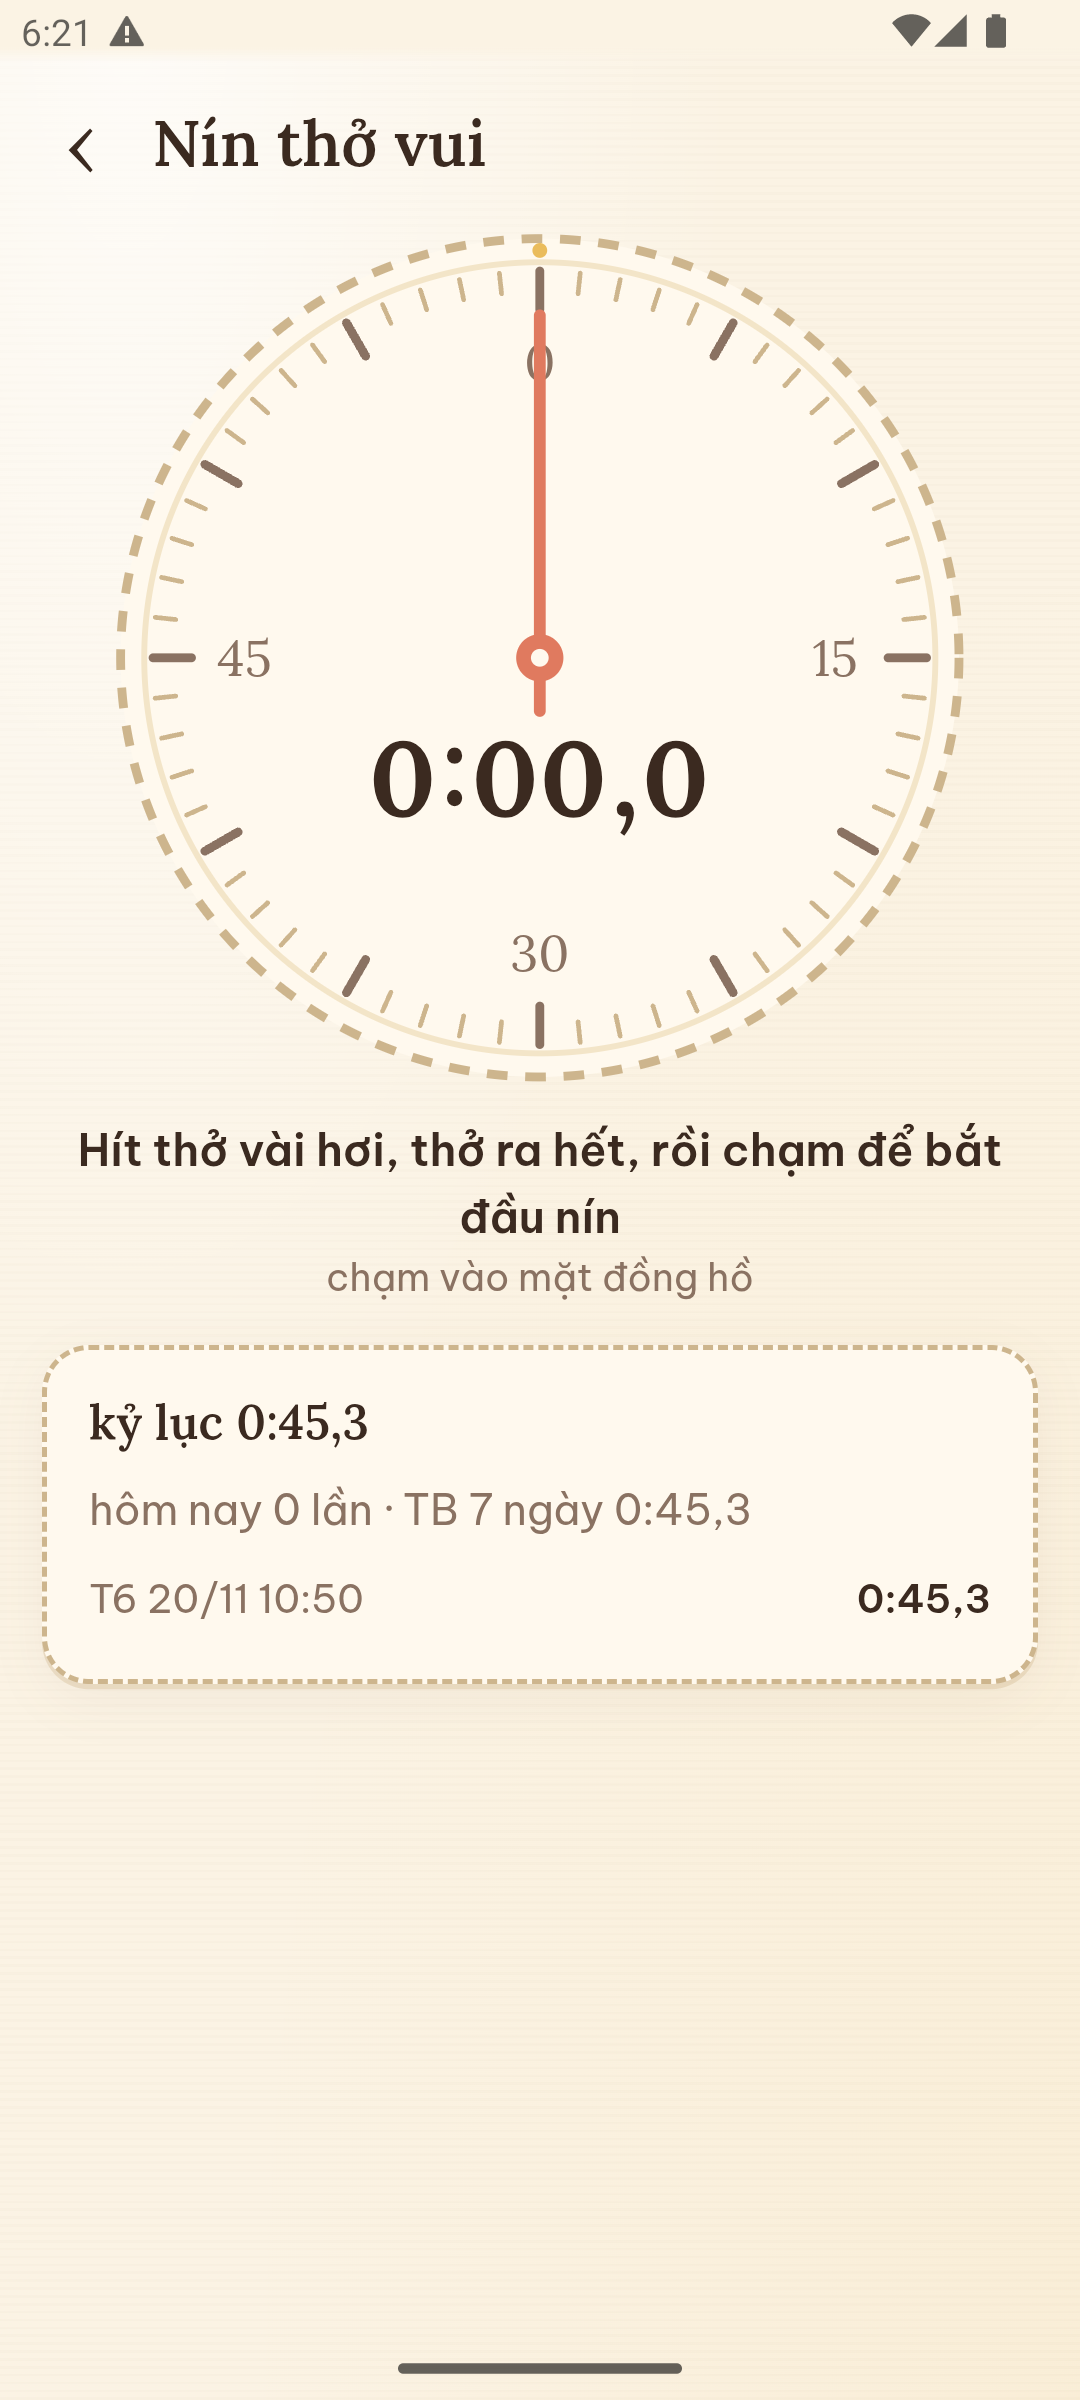 6:21
Nín thở vui
0
45
15
0:00,0
30
Hít thở vài hơi, thở ra hết, rồi chạm để bắt
đầu nín
chạm vào mặt đồng hồ
kỷ lục 0:45,3
hôm nay 0 lần · TB 7 ngày 0:45,3
T6 20/11 10:50
0:45,3